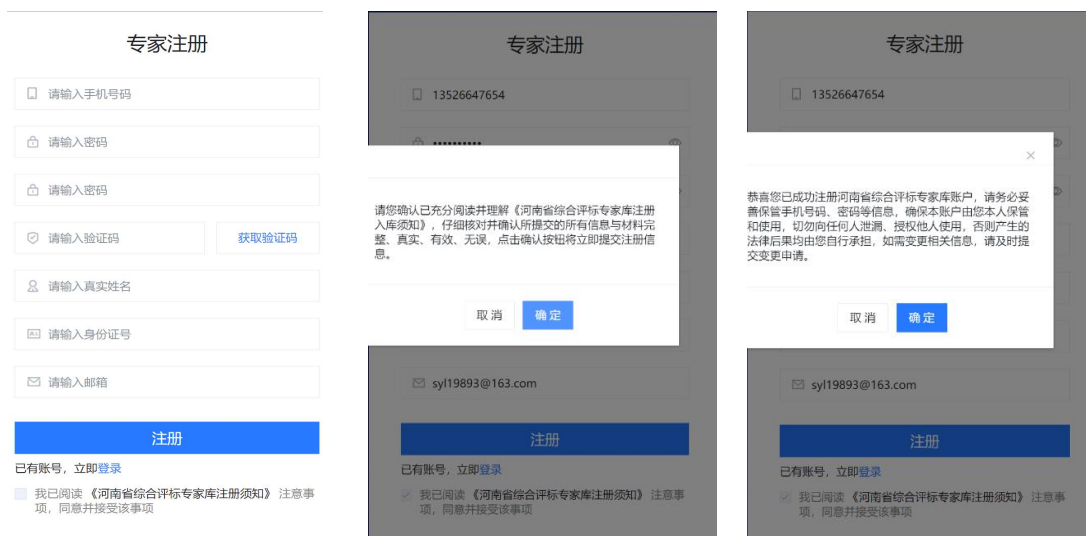 专家注册
请输入手机号码
请输入密码
请输入密码
请输入验证码
获取验证码
请输入真实姓名
请输入身份证号
请输入邮箱
注册
已有账号，立即登录
我已阅读《河南省综合评标专家库注册须知》注意事
项，同意并接受该事项
专家注册
13526647654
••••••••••
请您确认已充分阅读并理解《河南省综合评标专家库注册
入库须知》，仔细核对并确认所提交的所有信息与材料完
整、真实、有效、无误，点击确认按钮将立即提交注册信
息。
取消
确定
syl19893@163.com
注册
已有账号，立即登录
我已阅读《河南省综合评标专家库注册须知》注意事
项，同意并接受该事项
专家注册
13526647654
恭喜您已成功注册河南省综合评标专家库账户，请务必妥
善保管手机号码、密码等信息，确保本账户由您本人保管
和使用，切勿向任何人泄漏、授权他人使用，否则产生的
法律后果均由您自行承担，如需变更相关信息，请及时提
交变更申请。
取消
确定
syl19893@163.com
注册
已有账号，立即登录
我已阅读《河南省综合评标专家库注册须知》注意事
项，同意并接受该事项